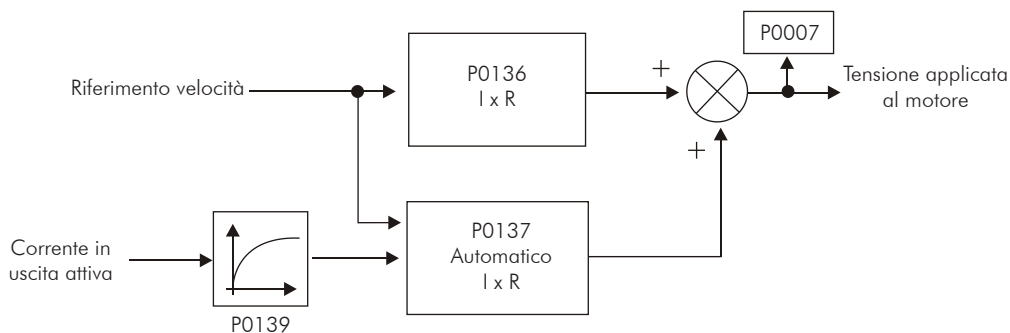 P0007
Riferimento velocità
P0136
I x R
+
Tensione applicata
al motore
+
Corrente in
uscita attiva
P0139
P0137
Automatico
I x R